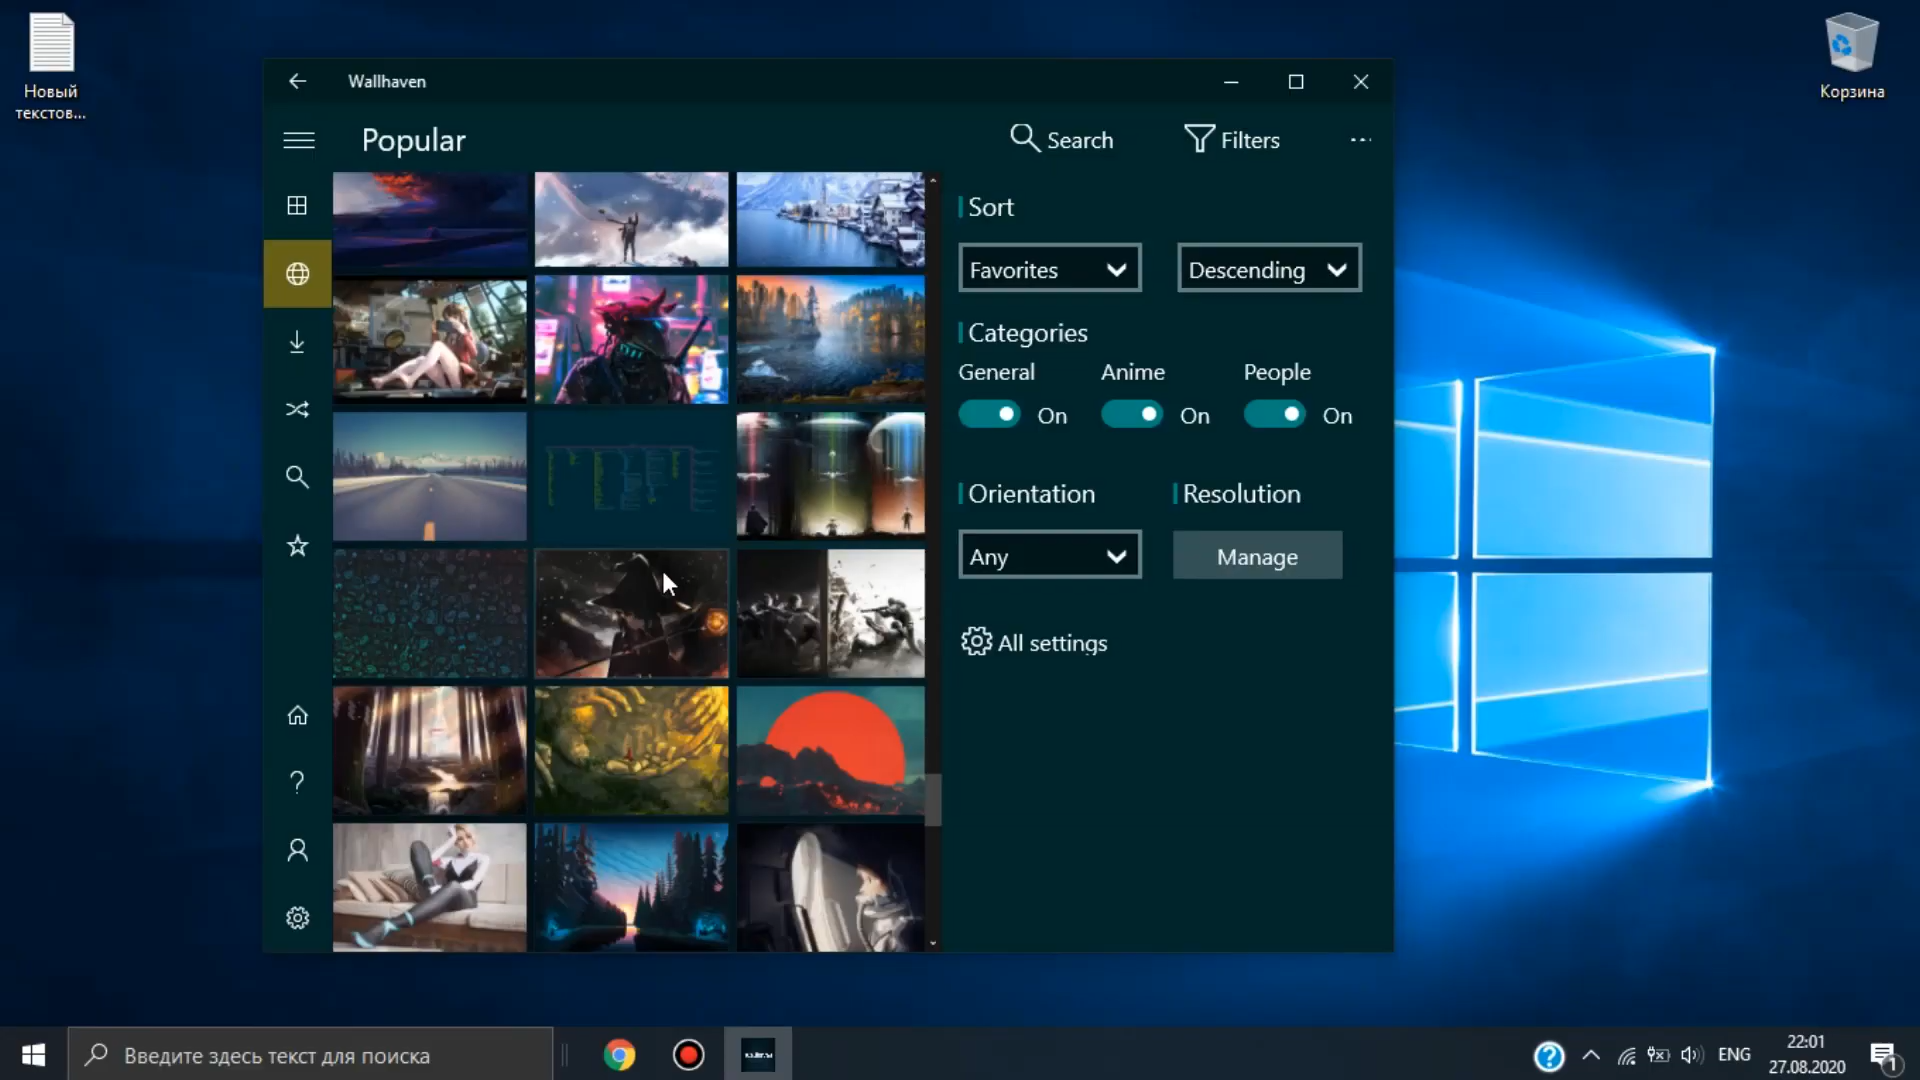 Новый
текстов...
Корзина
Wallhaven
Popular
Search
Filters
Sort
Favorites
Descending
Categories
General
Anime
People
On
On
On
Orientation
Resolution
Any
Manage
All settings
Введите здесь текст для поиска
ENG
22:01
27.08.2020
1